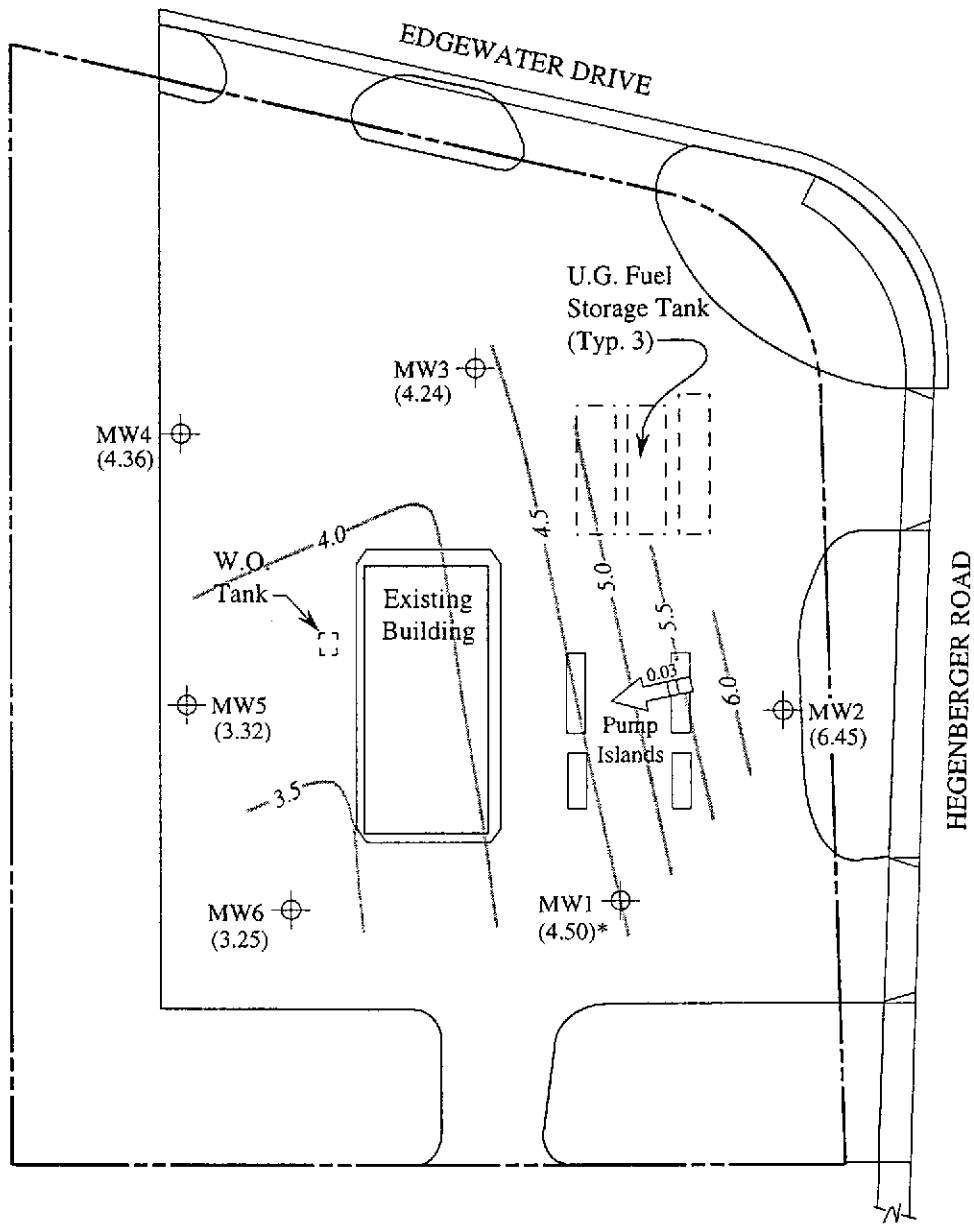 EDGEWATER DRIVE
U.G. Fuel
Storage Tank
(Typ. 3)
MW3
(4.24)
MW4
(4.36)
4.5
4.0
W.O.
Tank
Existing
Building
5.0
5.5
6.0
0.03
MW5
(3.32)
Pump
Islands
MW2
(6.45)
HEGENBERGER ROAD
3.5
MW6
(3.25)
MW1
(4.50)*